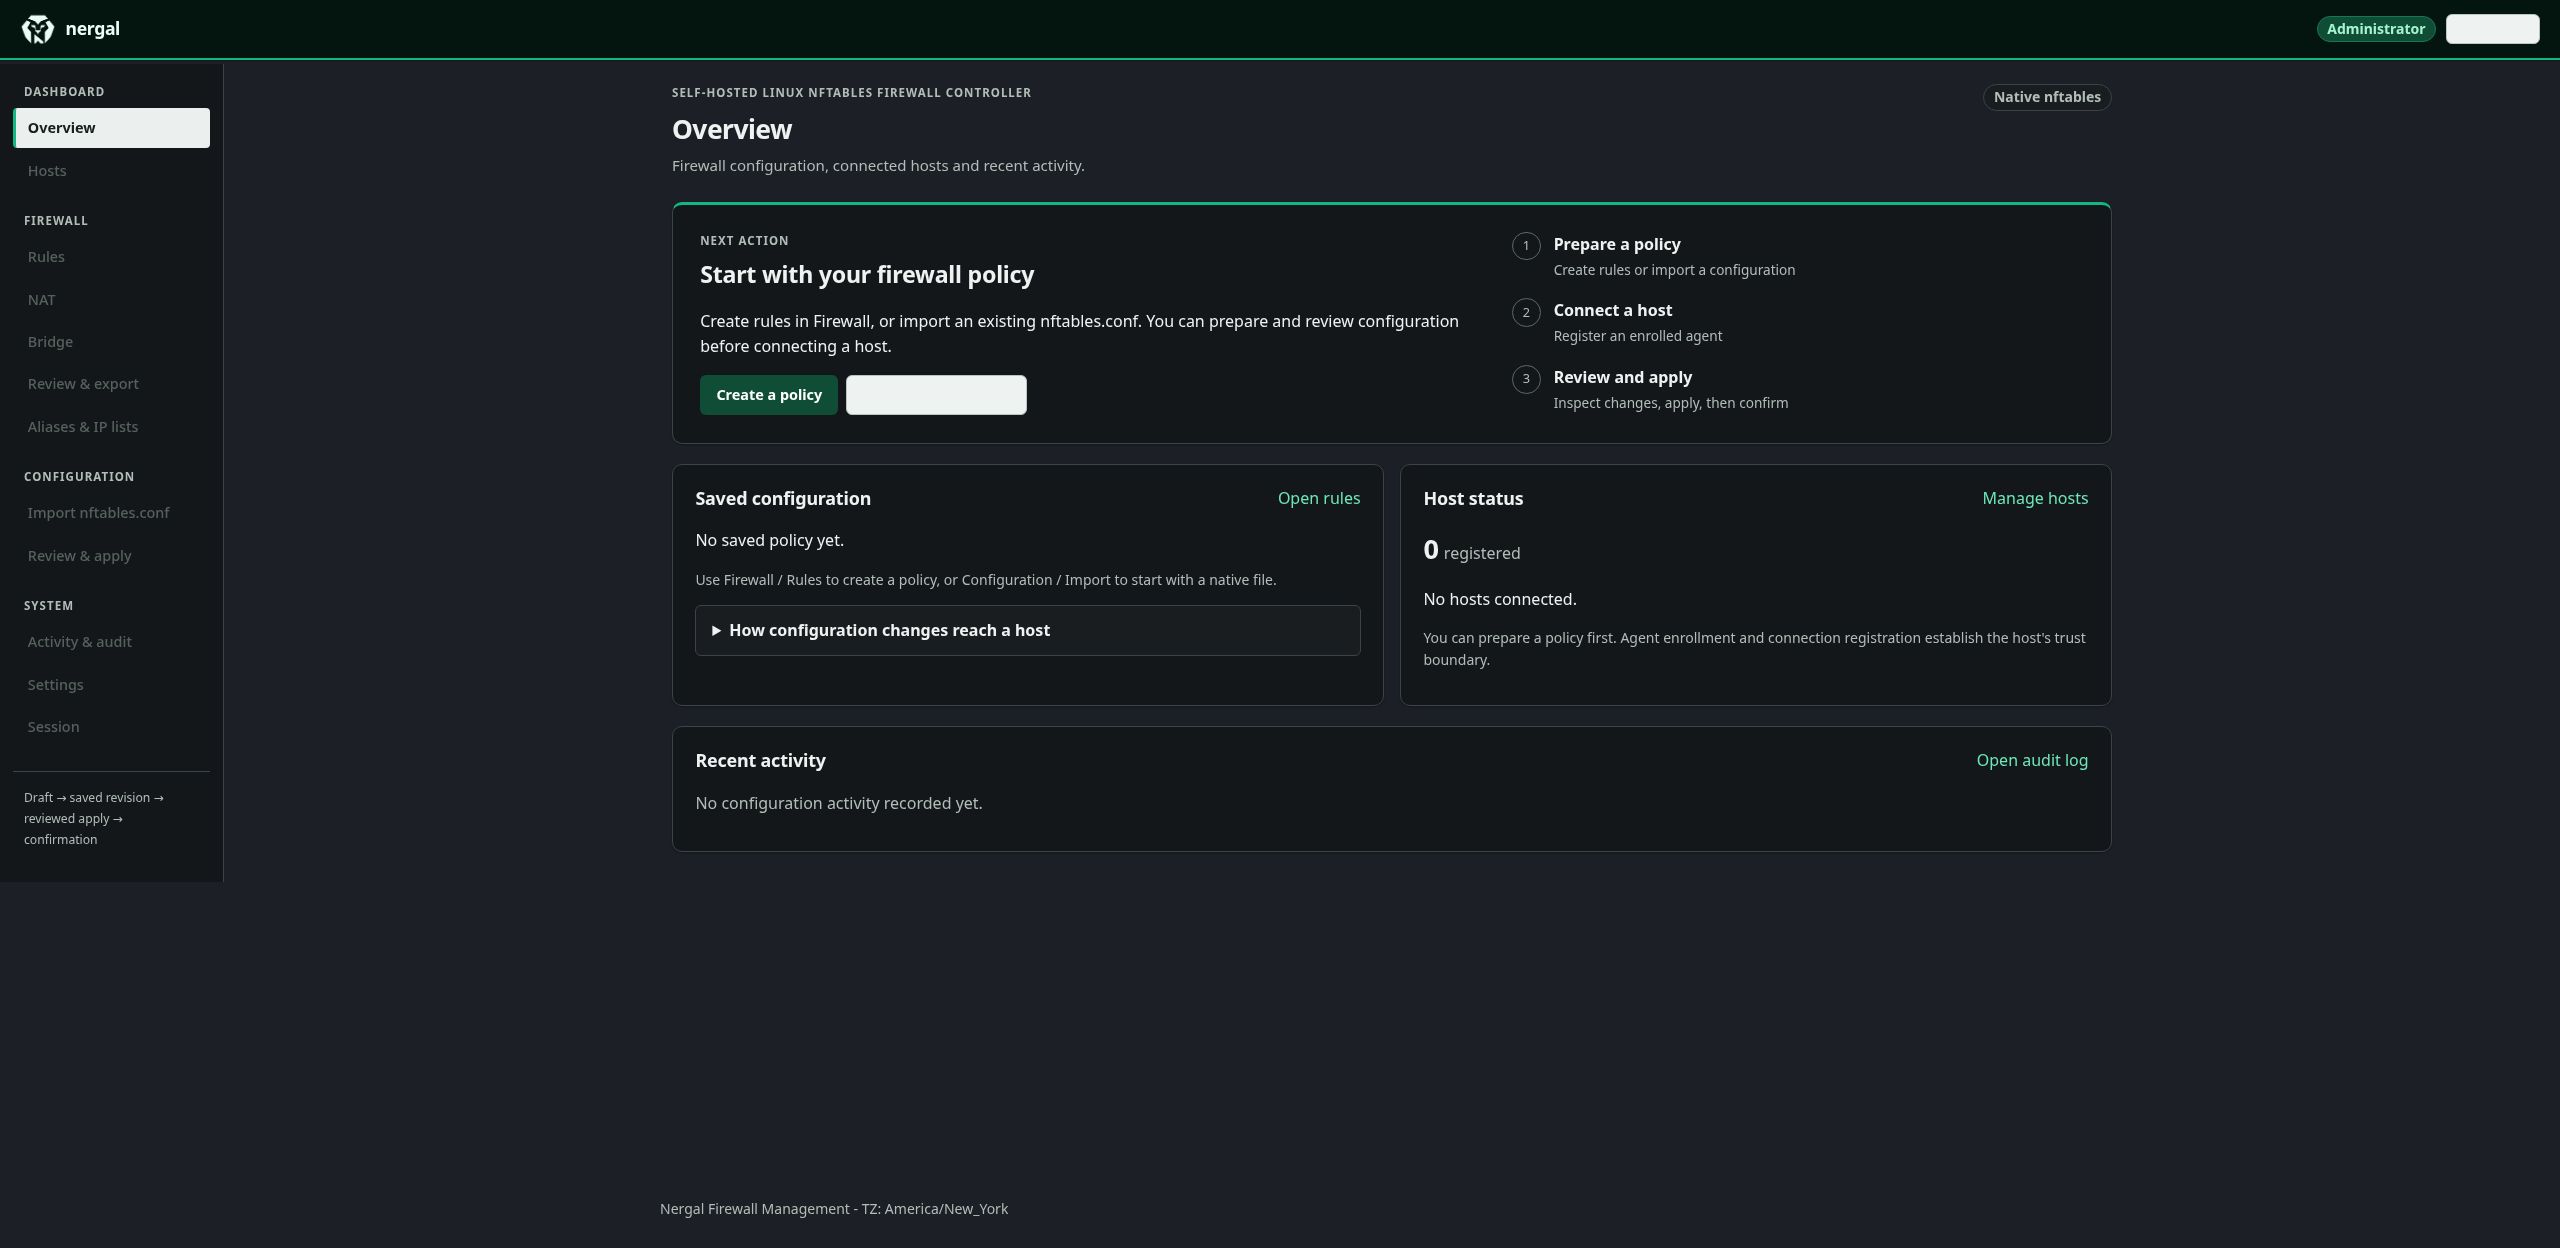 nergal
Administrator
DASHBOARD
Overview
Hosts
FIREWALL
Rules
NAT
Bridge
Review & export
Aliases & IP lists
CONFIGURATION
Import nftables.conf
Review & apply
SYSTEM
Activity & audit
Settings
Session
Draft → saved revision →
reviewed apply →
confirmation
SELF-HOSTED LINUX NFTABLES FIREWALL CONTROLLER
Native nftables
Overview
Firewall configuration, connected hosts and recent activity.
NEXT ACTION
Start with your firewall policy
Create rules in Firewall, or import an existing nftables.conf. You can prepare and review configuration
before connecting a host.
Create a policy
1 Prepare a policy
Create rules or import a configuration
2 Connect a host
Register an enrolled agent
3 Review and apply
Inspect changes, apply, then confirm
Saved configuration
Open rules
No saved policy yet.
Use Firewall / Rules to create a policy, or Configuration / Import to start with a native file.
▶ How configuration changes reach a host
Host status
Manage hosts
0 registered
No hosts connected.
You can prepare a policy first. Agent enrollment and connection registration establish the host's trust
boundary.
Recent activity
Open audit log
No configuration activity recorded yet.
Nergal Firewall Management - TZ: America/New_York